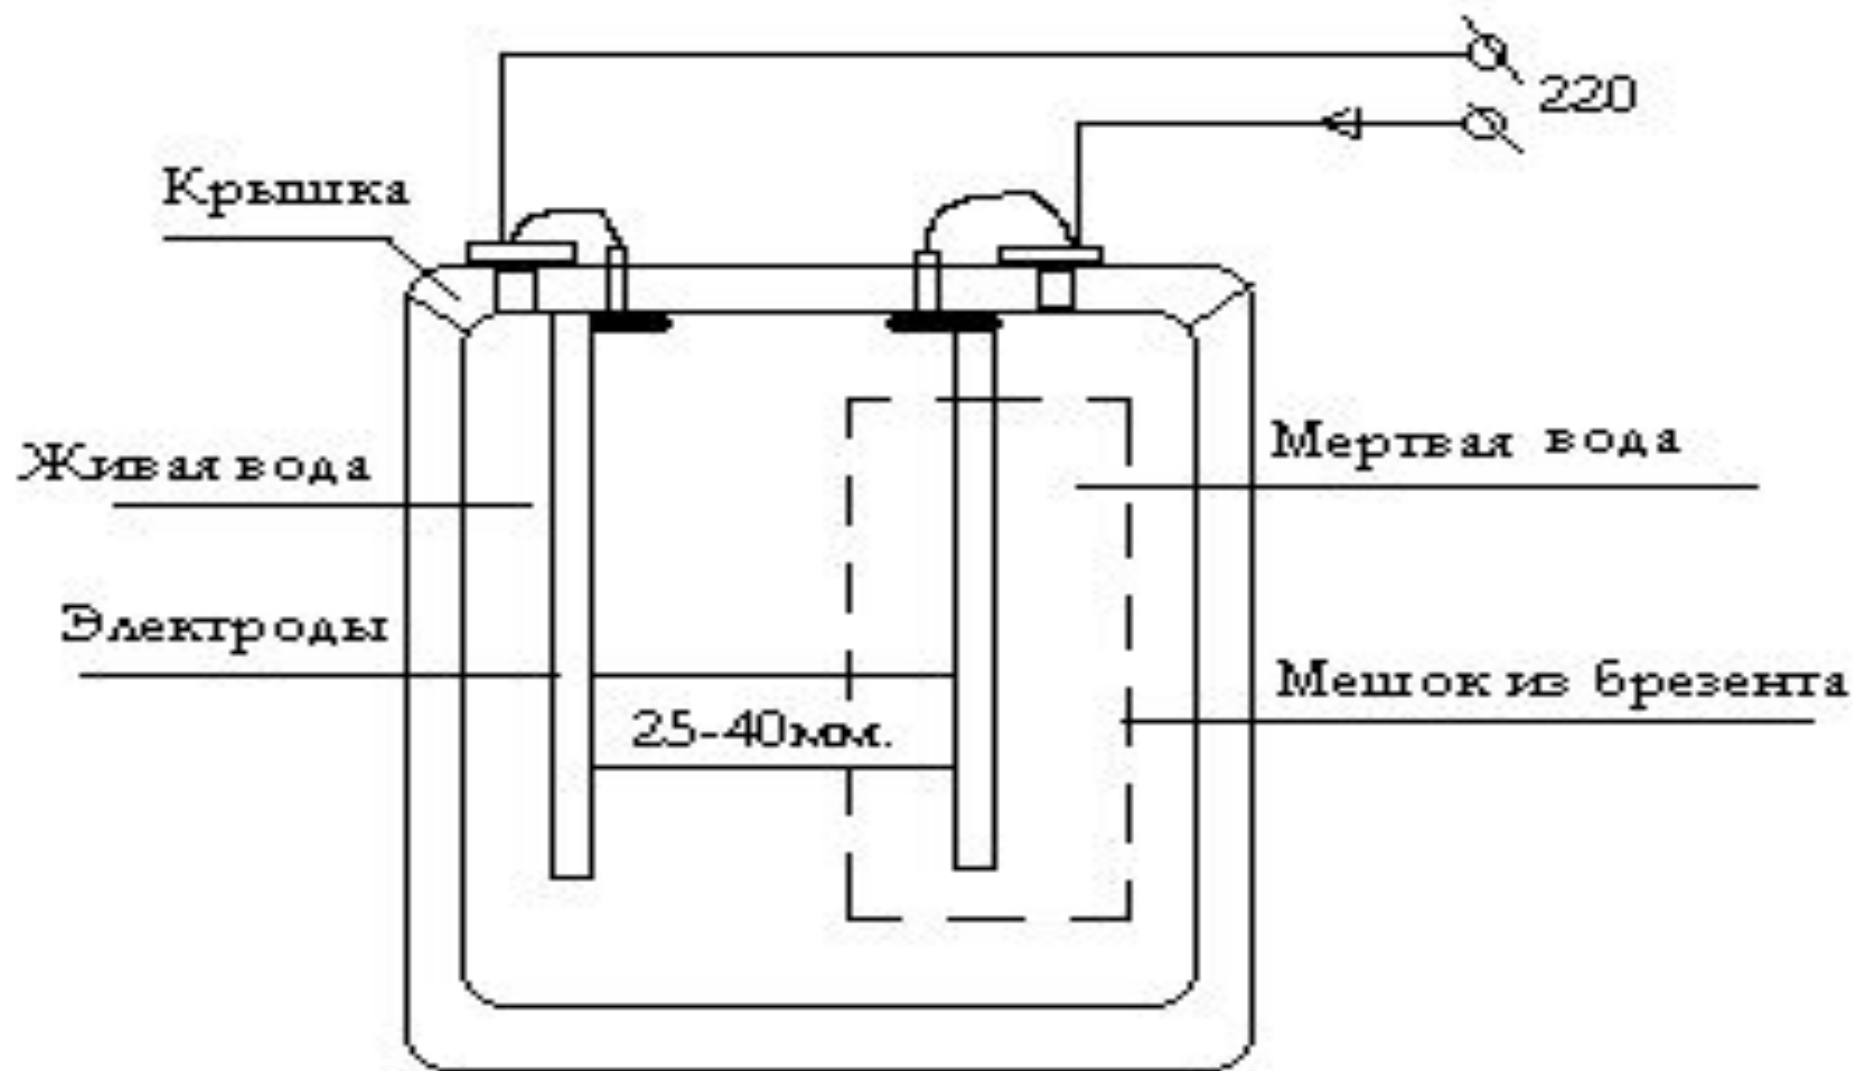 220
Крышка
Живая вода
Мертвая вода
Электроды
Мешок из брезента
25-40мм.